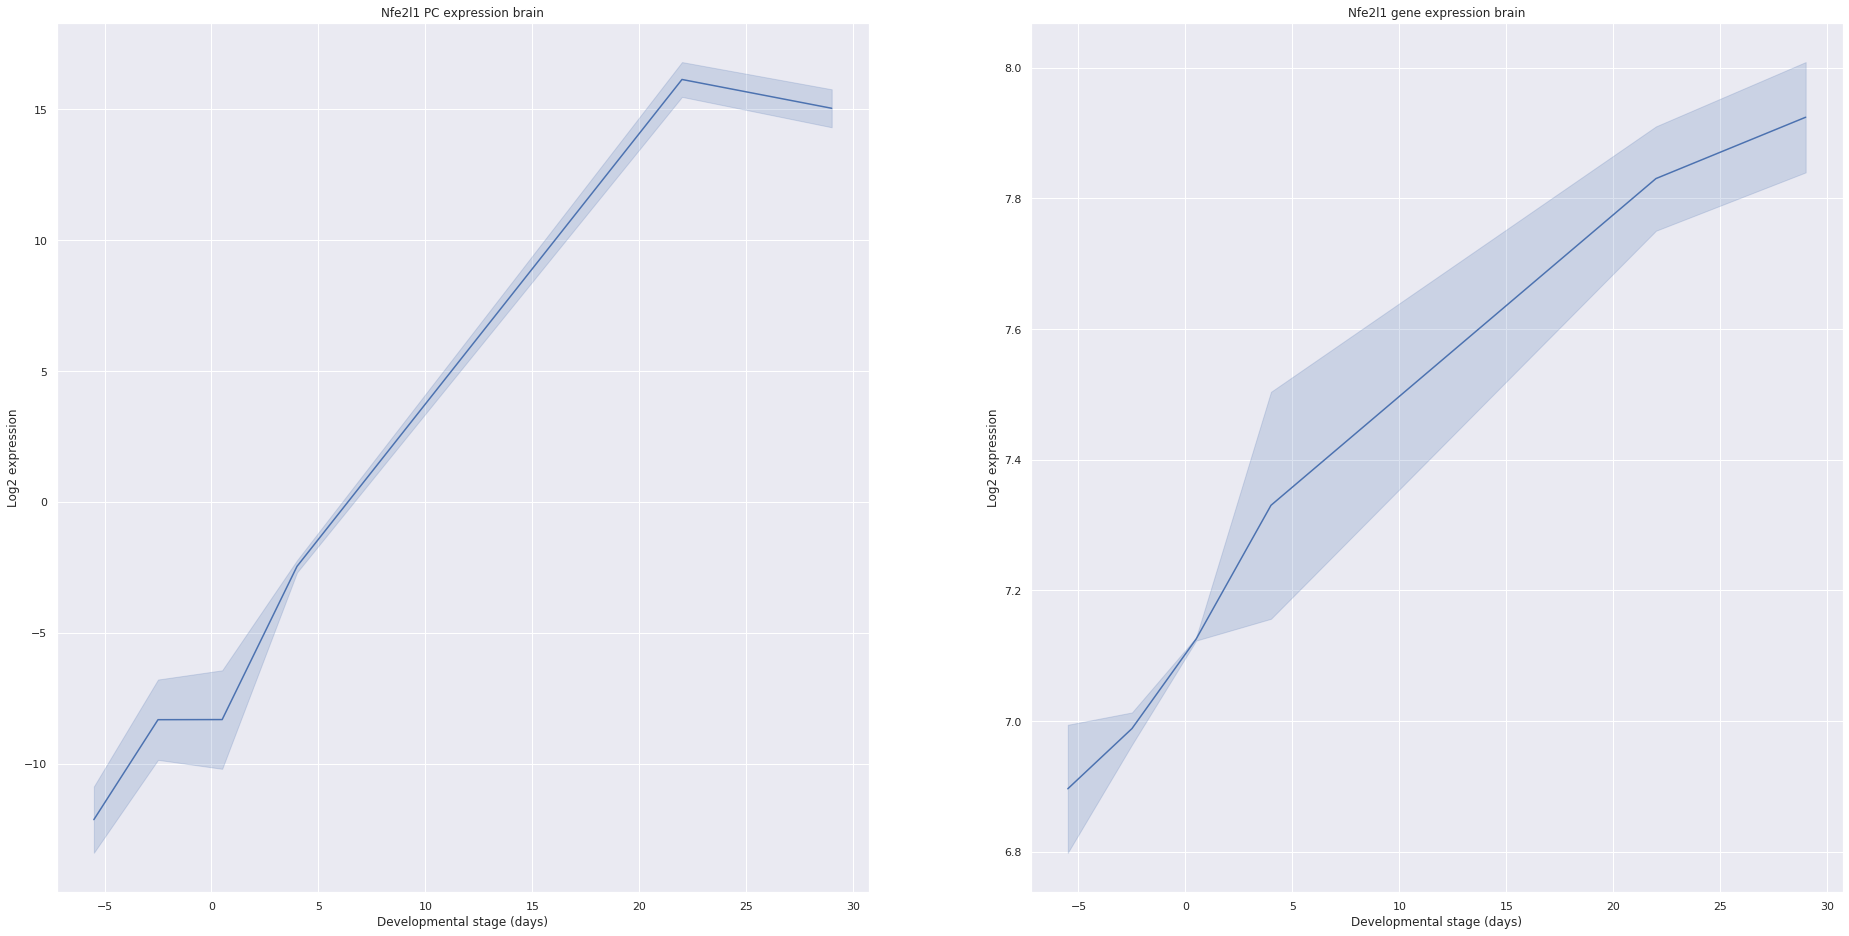 Nfe2l1 PC expression brain
Log2 expression
15
10
5
0
−5
−10
−5 0 5 10 15 20 25 30
Developmental stage (days)
Nfe2l1 gene expression brain
Log2 expression
8.0
7.8
7.6
7.4
7.2
7.0
6.8
−5 0 5 10 15 20 25 30
Developmental stage (days)